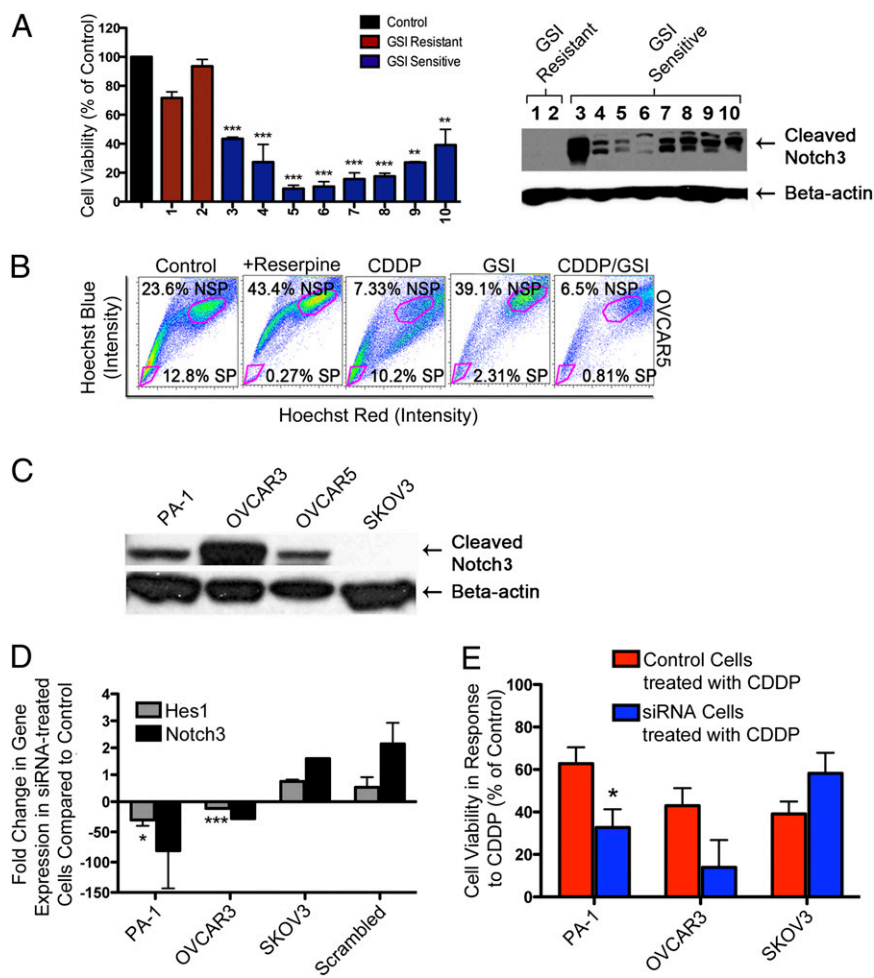 A
Control
GSI Resistant
GSI Sensitive
Cell Viability (% of Control)
120
100
80
60
40
20
0
*** *** *** *** *** *** ** **
1 2 3 4 5 6 7 8 9 10
GSI Resistant
GSI Sensitive
1 2 3 4 5 6 7 8 9 10
← Cleaved
Notch3
← Beta-actin
B
Control +Reserpine CDDP GSI CDDP/GSI
23.6% NSP 43.4% NSP 7.33% NSP 39.1% NSP 6.5% NSP
12.8% SP 0.27% SP 10.2% SP 2.31% SP 0.81% SP
Hoechst Blue
(Intensity)
OVCAR5
Hoechst Red (Intensity)
C
PA-1 OVCAR3 OVCAR5 SKOV3
← Cleaved
Notch3
← Beta-actin
D
Hes1
Notch3
Fold Change in Gene
Expression in siRNA-treated
Cells Compared to Control
4
3
2
1
0
-50
-100
-150
* ***
PA-1 OVCAR3 SKOV3 Scrambled
E
Control Cells
treated with CDDP
siRNA Cells
treated with CDDP
Cell Viability in Response
to CDDP (% of Control)
100
80
60
40
20
0
*
PA-1 OVCAR3 SKOV3